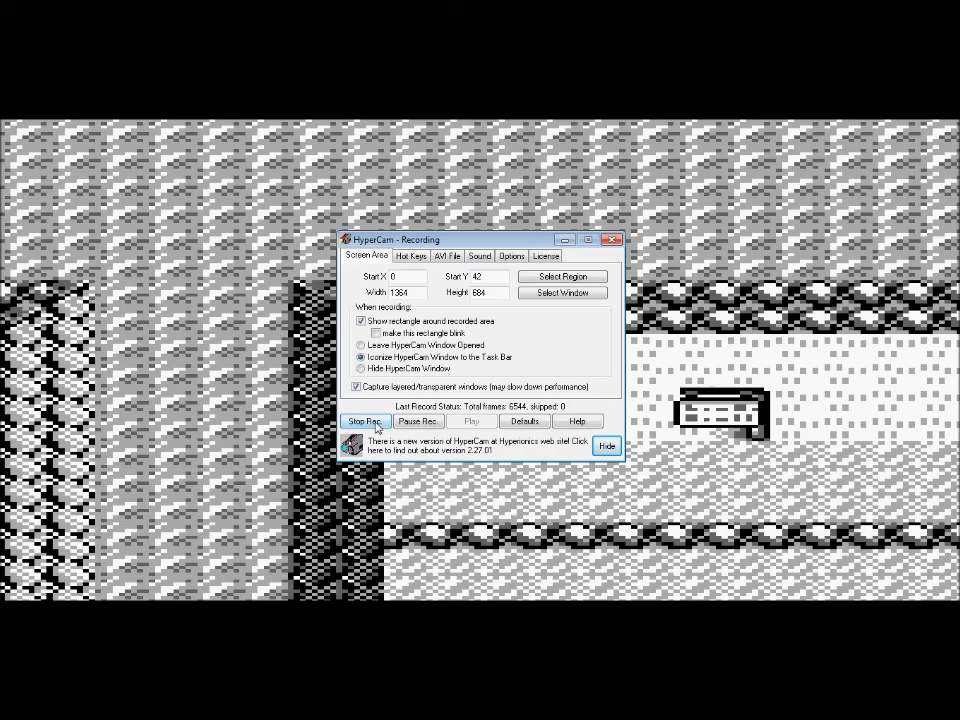 HyperCam - Recording
Screen Area Hot Keys AVI File Sound Options License
Start X 0 Start Y 42 Select Region
Width 1364 Height 684 Select Window
When recording:
Show rectangle around recorded area
make this rectangle blink
Leave HyperCam Window Opened
Iconize HyperCam Window to the Task Bar
Hide HyperCam Window
Capture layered/transparent windows (may slow down performance)
Last Record Status: Total frames: 6544, skipped: 0
Stop Rec. Pause Rec. Play Defaults Help
There is a new version of HyperCam at Hyperionics web site! Click
here to find out about version 2.27.01
Hide